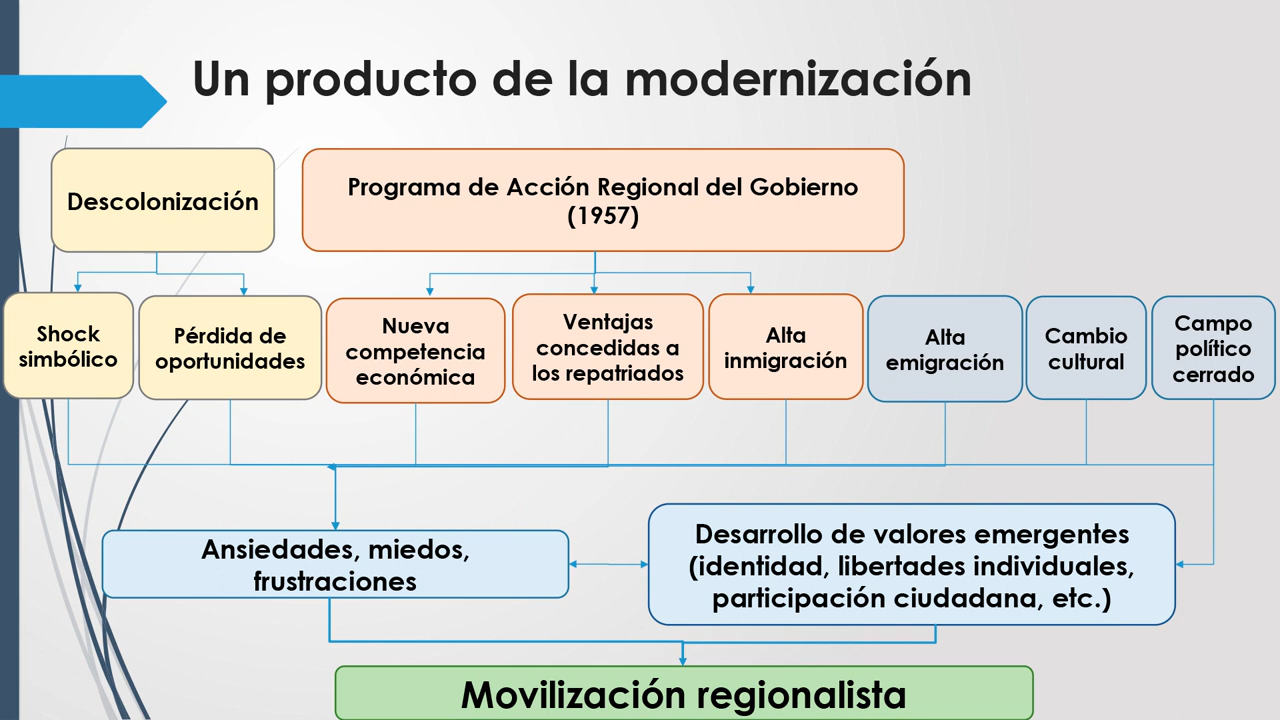 Un producto de la modernización
Descolonización
Programa de Acción Regional del Gobierno
(1957)
Shock
simbólico
Pérdida de
oportunidades
Nueva
competencia
económica
Ventajas
concedidas a
los repatriados
Alta
inmigración
Alta
emigración
Cambio
cultural
Campo
político
cerrado
Ansiedades, miedos,
frustraciones
Desarrollo de valores emergentes
(identidad, libertades individuales,
participación ciudadana, etc.)
Movilización regionalista